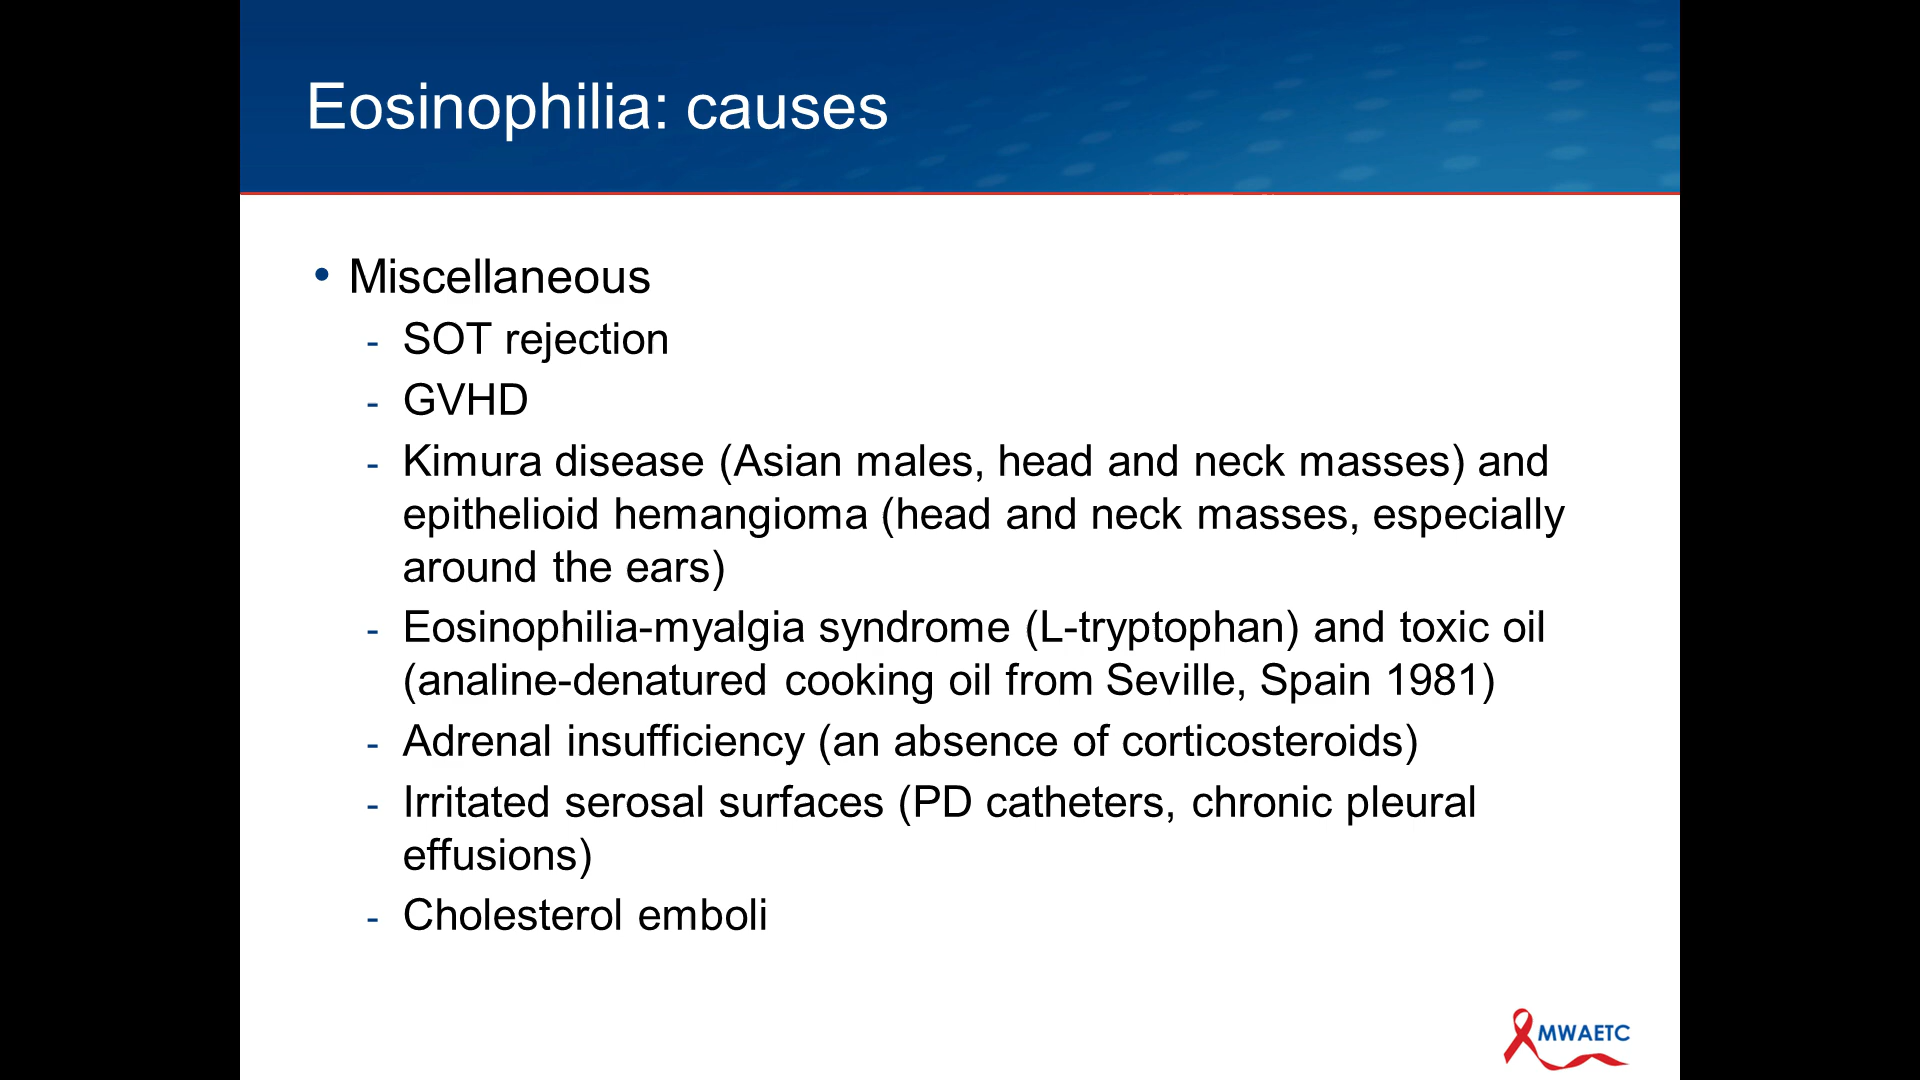 Eosinophilia: causes
• Miscellaneous
- SOT rejection
- GVHD
- Kimura disease (Asian males, head and neck masses) and
epithelioid hemangioma (head and neck masses, especially
around the ears)
- Eosinophilia-myalgia syndrome (L-tryptophan) and toxic oil
(analine-denatured cooking oil from Seville, Spain 1981)
- Adrenal insufficiency (an absence of corticosteroids)
- Irritated serosal surfaces (PD catheters, chronic pleural
effusions)
- Cholesterol emboli
MWAETC